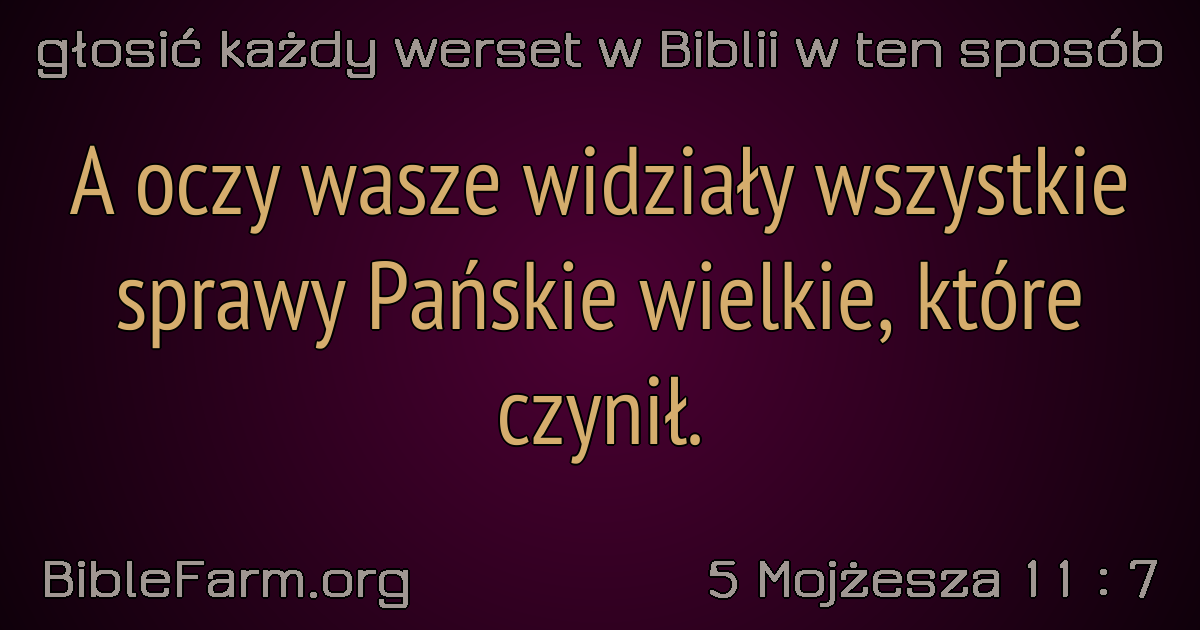 głosić każdy werset w Biblii w ten sposób
A oczy wasze widziały wszystkie
sprawy Pańskie wielkie, które
czynił.
BibleFarm.org
5 Mojżesza 11 : 7